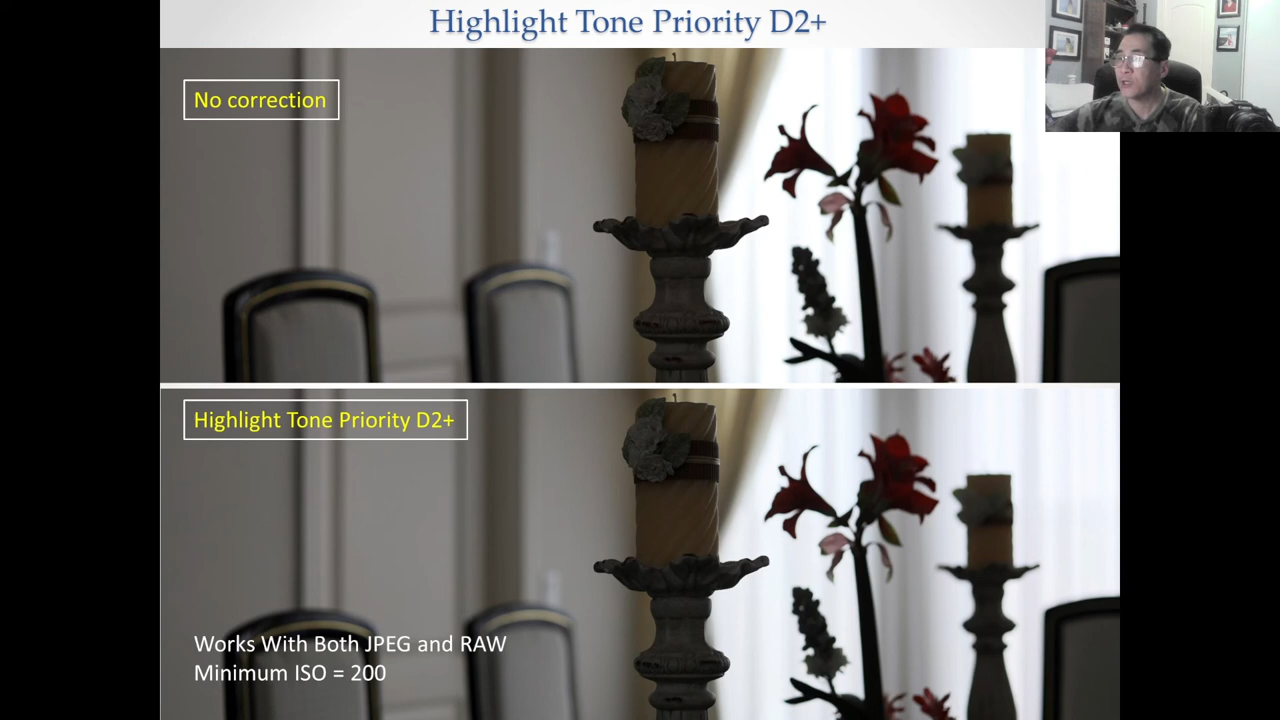 Highlight Tone Priority D2+
No correction
Highlight Tone Priority D2+
Works With Both JPEG and RAW
Minimum ISO = 200